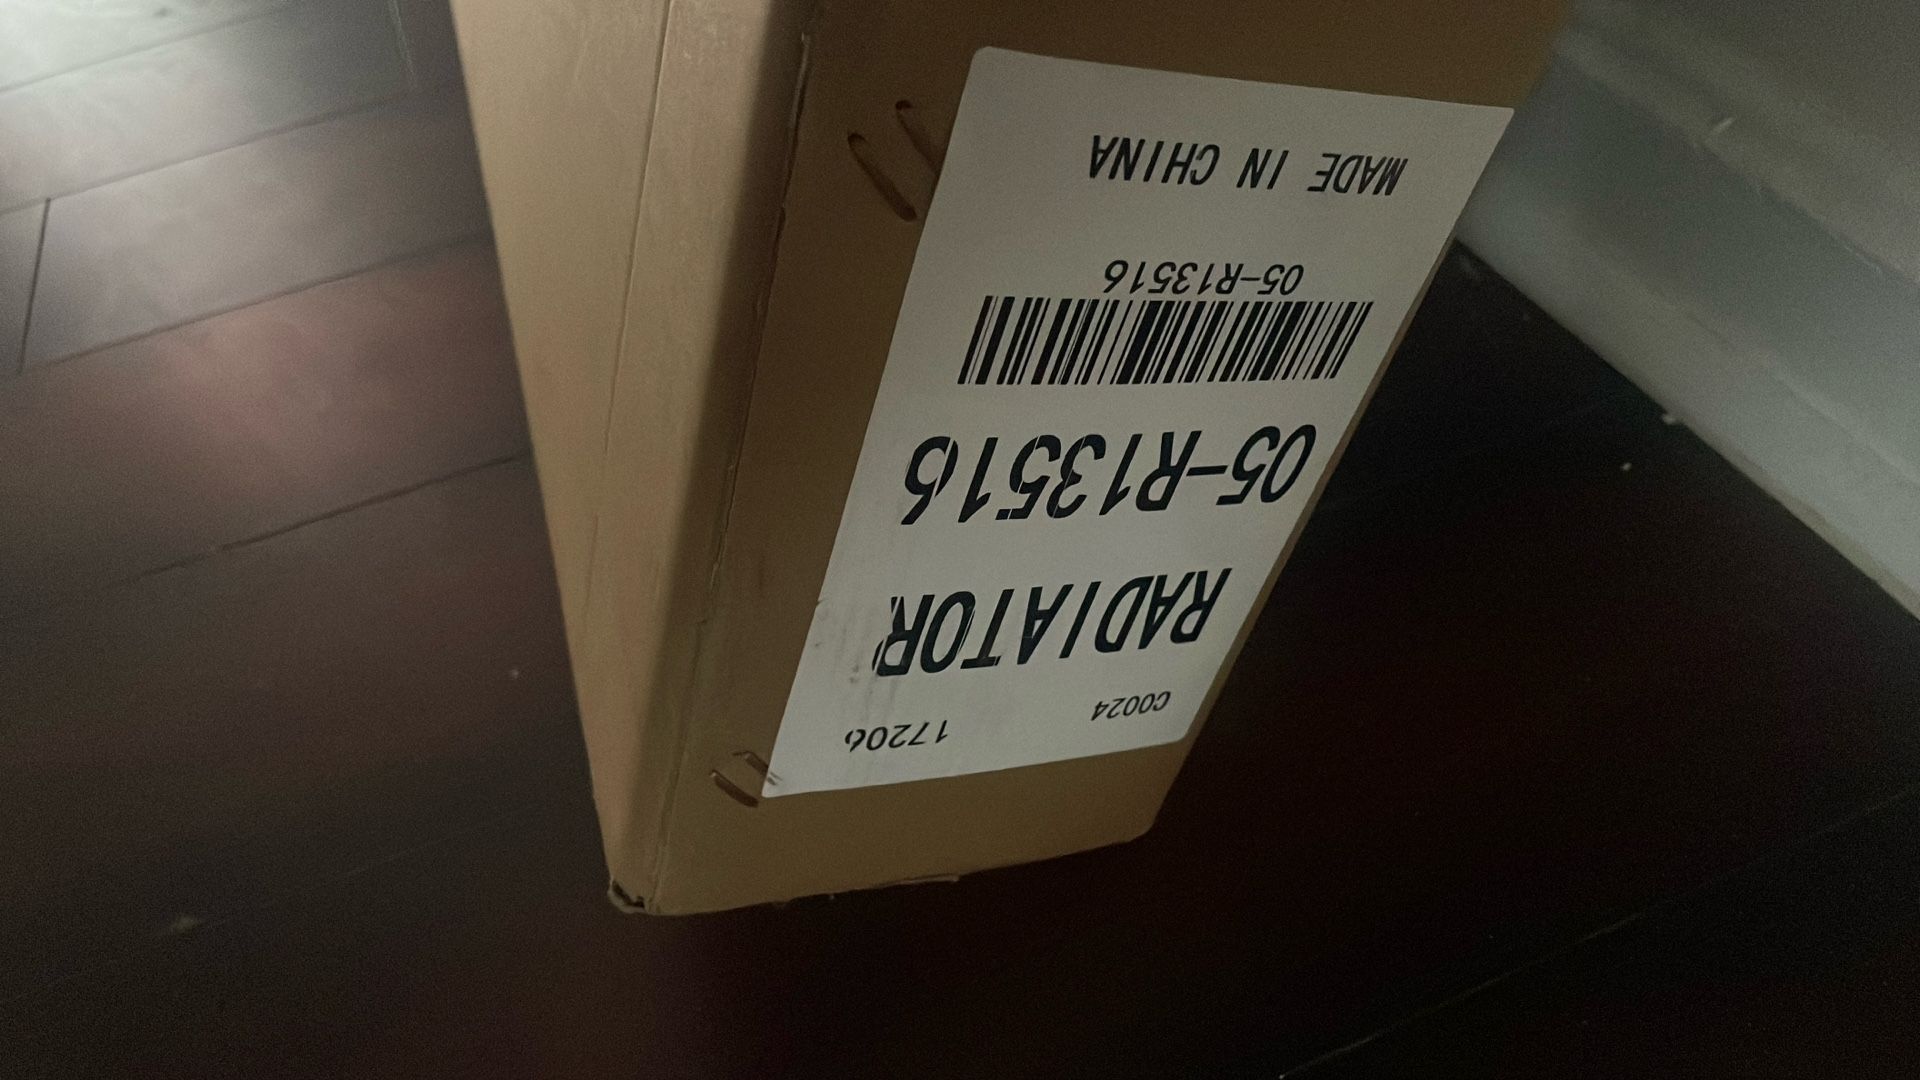 C0024 17206
RADIATOR
05-R13516
05-R13516
MADE IN CHINA